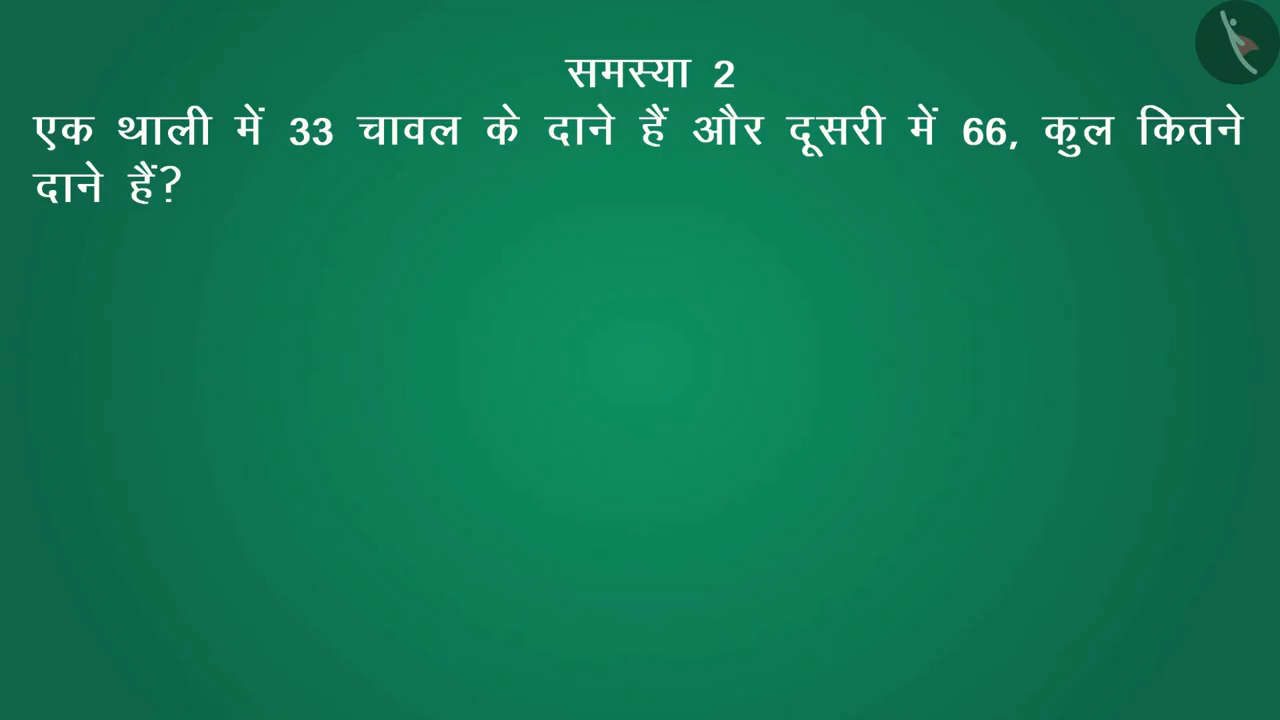 समस्या 2
एक थाली में 33 चावल के दाने हैं और दूसरी में 66, कुल कितने
दाने हैं?